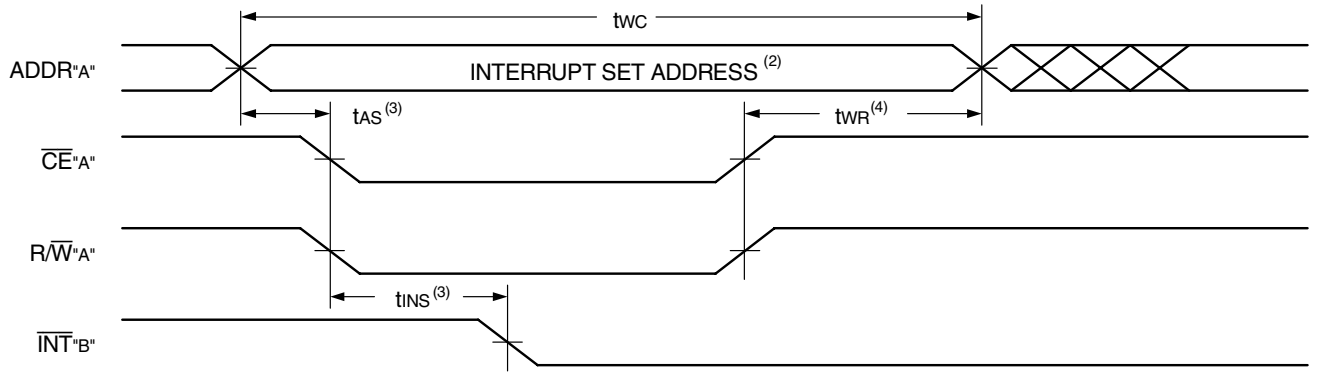 tWC
ADDR"A" INTERRUPT SET ADDRESS (2)
tAS(3) tWR(4)
CE"A"
R/W"A"
tINS(3)
INT"B"